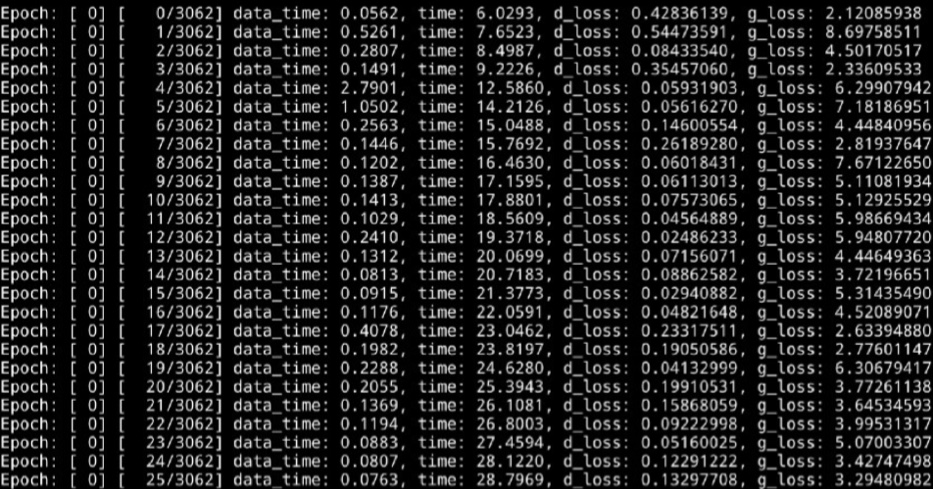 Epoch: [ 0] [    0/3062] data_time: 0.0562, time: 6.0293, d_loss: 0.42836139, g_loss: 2.12085938
Epoch: [ 0] [    1/3062] data_time: 0.5261, time: 7.6523, d_loss: 0.54473591, g_loss: 8.69758511
Epoch: [ 0] [    2/3062] data_time: 0.2807, time: 8.4987, d_loss: 0.08433540, g_loss: 4.50170517
Epoch: [ 0] [    3/3062] data_time: 0.1491, time: 9.2226, d_loss: 0.35457060, g_loss: 2.33609533
Epoch: [ 0] [    4/3062] data_time: 2.7901, time: 12.5860, d_loss: 0.05931903, g_loss: 6.29907942
Epoch: [ 0] [    5/3062] data_time: 1.0502, time: 14.2126, d_loss: 0.05616270, g_loss: 7.18186951
Epoch: [ 0] [    6/3062] data_time: 0.2563, time: 15.0488, d_loss: 0.14600554, g_loss: 4.44840956
Epoch: [ 0] [    7/3062] data_time: 0.1446, time: 15.7692, d_loss: 0.26189280, g_loss: 2.81937647
Epoch: [ 0] [    8/3062] data_time: 0.1202, time: 16.4630, d_loss: 0.06018431, g_loss: 7.67122650
Epoch: [ 0] [    9/3062] data_time: 0.1387, time: 17.1595, d_loss: 0.06113013, g_loss: 5.11081934
Epoch: [ 0] [   10/3062] data_time: 0.1413, time: 17.8801, d_loss: 0.07573065, g_loss: 5.12925529
Epoch: [ 0] [   11/3062] data_time: 0.1029, time: 18.5609, d_loss: 0.04564889, g_loss: 5.98669434
Epoch: [ 0] [   12/3062] data_time: 0.2410, time: 19.3718, d_loss: 0.02486233, g_loss: 5.94807720
Epoch: [ 0] [   13/3062] data_time: 0.1312, time: 20.0699, d_loss: 0.07156071, g_loss: 4.44649363
Epoch: [ 0] [   14/3062] data_time: 0.0813, time: 20.7183, d_loss: 0.08862582, g_loss: 3.72196651
Epoch: [ 0] [   15/3062] data_time: 0.0915, time: 21.3773, d_loss: 0.02940882, g_loss: 5.31435490
Epoch: [ 0] [   16/3062] data_time: 0.1176, time: 22.0591, d_loss: 0.04821648, g_loss: 4.52089071
Epoch: [ 0] [   17/3062] data_time: 0.4078, time: 23.0462, d_loss: 0.23317511, g_loss: 2.63394880
Epoch: [ 0] [   18/3062] data_time: 0.1982, time: 23.8197, d_loss: 0.19050586, g_loss: 2.77601147
Epoch: [ 0] [   19/3062] data_time: 0.2288, time: 24.6280, d_loss: 0.04132999, g_loss: 6.30679417
Epoch: [ 0] [   20/3062] data_time: 0.2055, time: 25.3943, d_loss: 0.19910531, g_loss: 3.77261138
Epoch: [ 0] [   21/3062] data_time: 0.1369, time: 26.1081, d_loss: 0.15868059, g_loss: 3.64534593
Epoch: [ 0] [   22/3062] data_time: 0.1194, time: 26.8003, d_loss: 0.09222998, g_loss: 3.99531317
Epoch: [ 0] [   23/3062] data_time: 0.0883, time: 27.4594, d_loss: 0.05160025, g_loss: 5.07003307
Epoch: [ 0] [   24/3062] data_time: 0.0807, time: 28.1220, d_loss: 0.12291222, g_loss: 3.42747498
Epoch: [ 0] [   25/3062] data_time: 0.0763, time: 28.7969, d_loss: 0.13297708, g_loss: 3.29480982